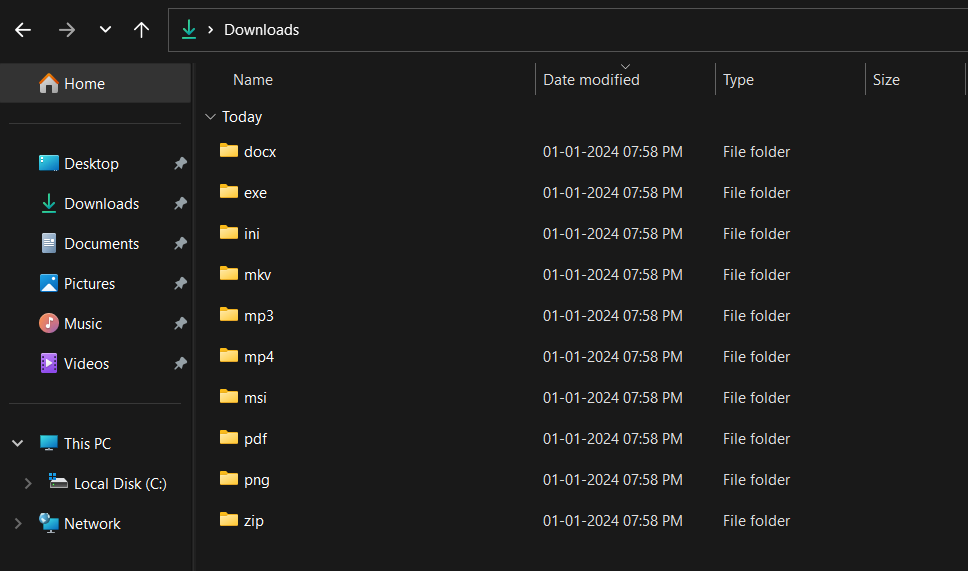 Downloads
Name Date modified Type Size
Home
Today
docx 01-01-2024 07:58 PM File folder
Desktop
exe 01-01-2024 07:58 PM File folder
Downloads
ini 01-01-2024 07:58 PM File folder
Documents
mkv 01-01-2024 07:58 PM File folder
Pictures
mp3 01-01-2024 07:58 PM File folder
Music
mp4 01-01-2024 07:58 PM File folder
Videos
msi 01-01-2024 07:58 PM File folder
pdf 01-01-2024 07:58 PM File folder
This PC
png 01-01-2024 07:58 PM File folder
Local Disk (C:)
zip 01-01-2024 07:58 PM File folder
Network